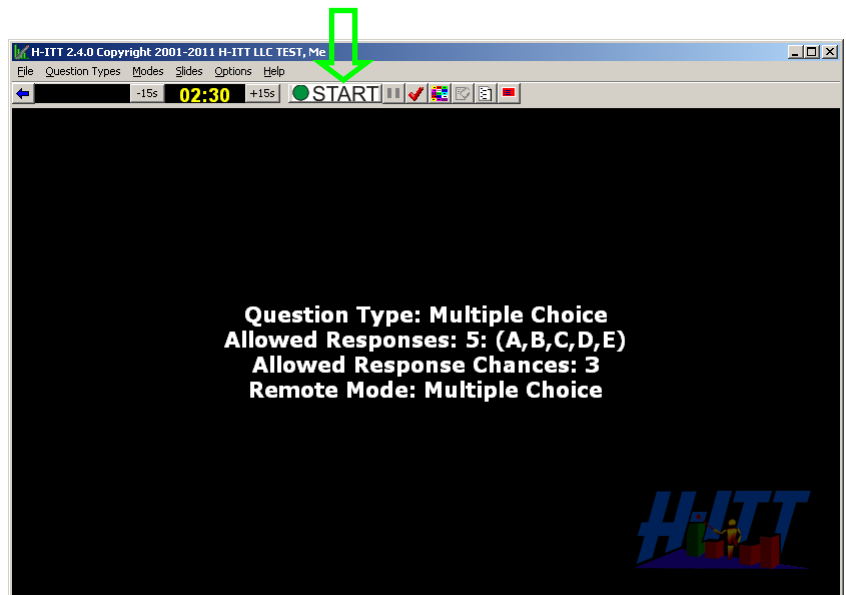 H-ITT 2.4.0 Copyright 2001-2011 H-ITT LLC TEST, Me
File Question Types Modes Slides Options Help
-15s 02:30 +15s START
Question Type: Multiple Choice
Allowed Responses: 5: (A,B,C,D,E)
Allowed Response Chances: 3
Remote Mode: Multiple Choice
H-ITT